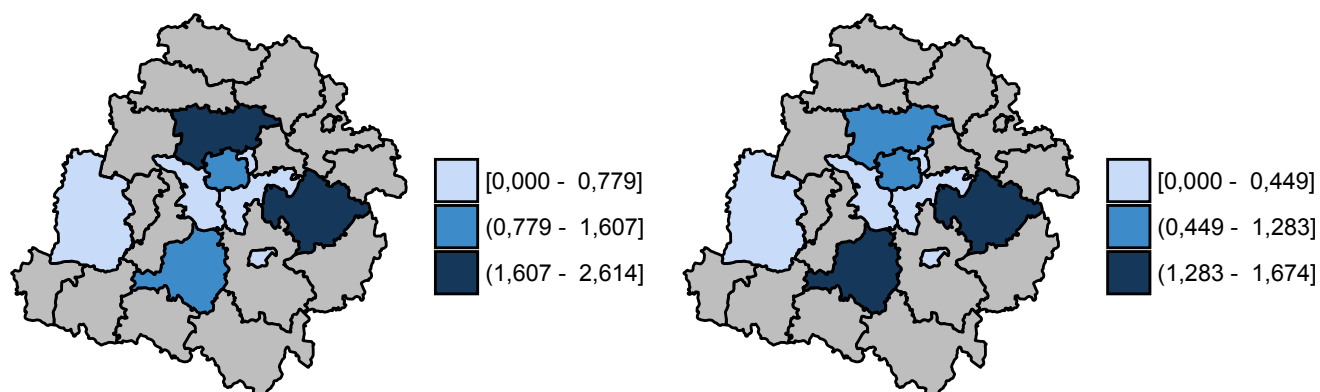 [0,000 - 0,779]
(0,779 - 1,607]
(1,607 - 2,614]
[0,000 - 0,449]
(0,449 - 1,283]
(1,283 - 1,674]